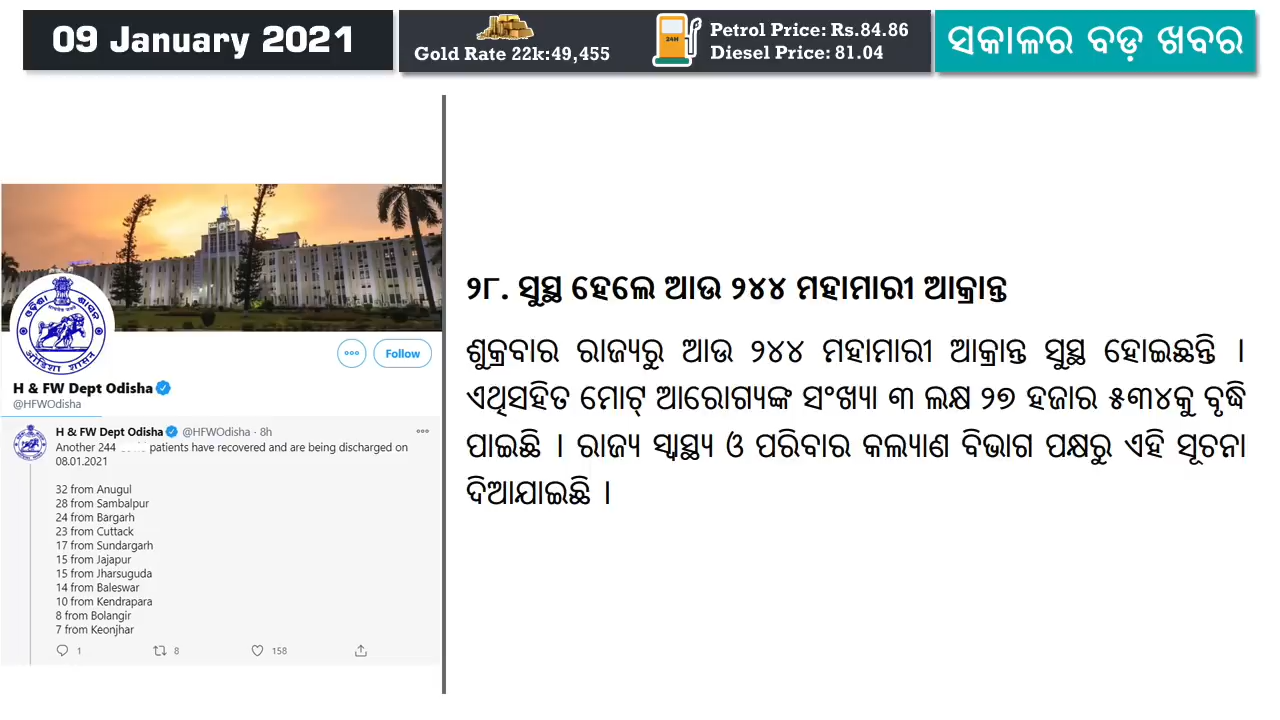 09 January 2021
Gold Rate 22k:49,455
24H
Petrol Price: Rs.84.86
Diesel Price: 81.04
ସକାଳର ବଡ଼ ଖବର
Follow
H & FW Dept Odisha
@HFWOdisha
H & FW Dept Odisha @HFWOdisha · 8h
Another 244 patients have recovered and are being discharged on
08.01.2021
32 from Anugul
28 from Sambalpur
24 from Bargarh
23 from Cuttack
17 from Sundargarh
15 from Jajapur
15 from Jharsuguda
14 from Baleswar
10 from Kendrapara
8 from Bolangir
7 from Keonjhar
1 8 158
୨୮. ସୁସ୍ଥ ହେଲେ ଆଉ ୨୪୪ ମହାମାରୀ ଆକ୍ରାନ୍ତ
ଶୁକ୍ରବାର ରାଜ୍ୟରୁ ଆଉ ୨୪୪ ମହାମାରୀ ଆକ୍ରାନ୍ତ ସୁସ୍ଥ ହୋଇଛନ୍ତି ।
ଏଥିସହିତ ମୋଟ୍ ଆରୋଗ୍ୟଙ୍କ ସଂଖ୍ୟା ୩ ଲକ୍ଷ ୨୭ ହଜାର ୫୩୪କୁ ବୃଦ୍ଧି
ପାଇଛି । ରାଜ୍ୟ ସ୍ୱାସ୍ଥ୍ୟ ଓ ପରିବାର କଲ୍ୟାଣ ବିଭାଗ ପକ୍ଷରୁ ଏହି ସୂଚନା
ଦିଆଯାଇଛି ।